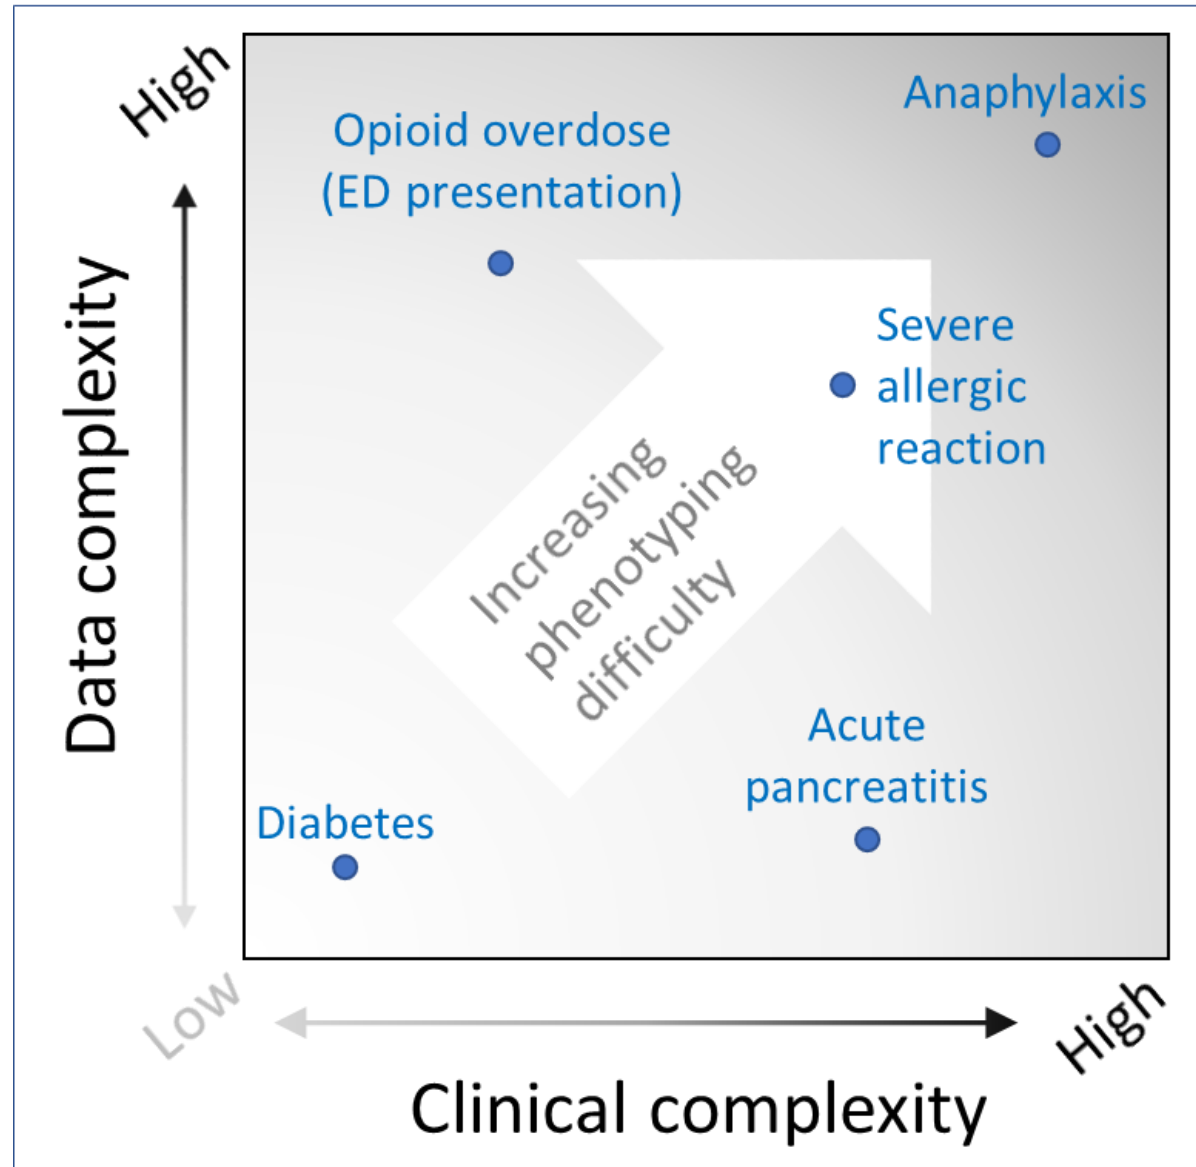 High
Data complexity
Low
Opioid overdose
(ED presentation)
Anaphylaxis
Severe
allergic
reaction
Increasing
phenotyping
difficulty
Acute
pancreatitis
Diabetes
High
Clinical complexity